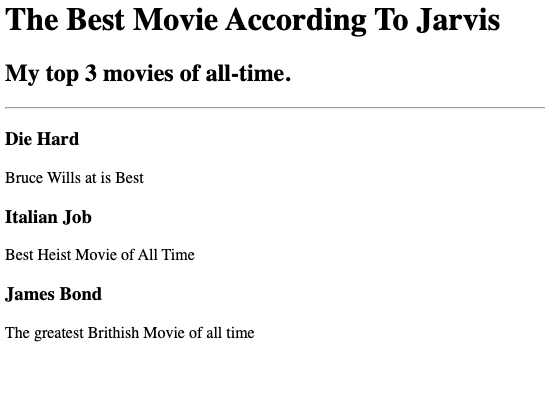 The Best Movie According To Jarvis
My top 3 movies of all-time.
Die Hard
Bruce Wills at is Best
Italian Job
Best Heist Movie of All Time
James Bond
The greatest Brithish Movie of all time